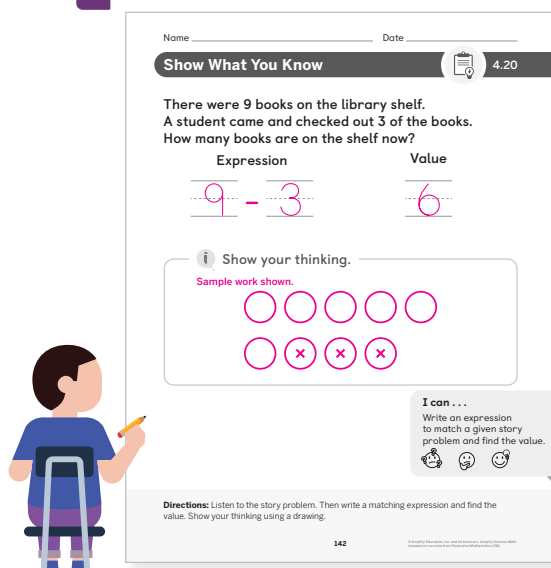 Name Date
Show What You Know 4.20
There were 9 books on the library shelf.
A student came and checked out 3 of the books.
How many books are on the shelf now?
Expression Value
9 - 3 6
i Show your thinking.
Sample work shown.
I can . . .
Write an expression
to match a given story
problem and find the value.
Directions: Listen to the story problem. Then write a matching expression and find the
value. Show your thinking using a drawing.
142